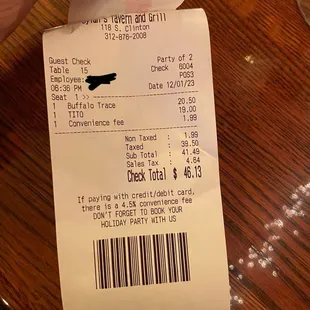 Dylan's Tavern and Grill
118 S. Clinton
312-876-2008
Guest Check Party of 2
Table 15 Check 6004
Employee: POS3
06:36 PM Date 12/01/23
Seat 1 >>
1 Buffalo Trace 20.50
1 TITO 19.00
1 Convenience fee 1.99
Non Taxed : 1.99
Taxed : 39.50
Sub Total : 41.49
Sales Tax : 4.64
Check Total $ 46.13
If paying with credit/debit card,
there is a 4.5% convenience fee
DON'T FORGET TO BOOK YOUR
HOLIDAY PARTY WITH US